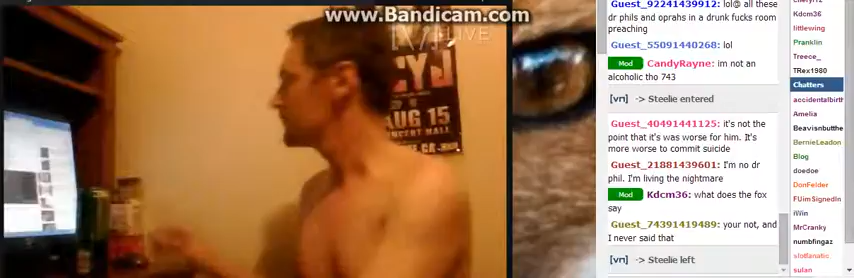 www.Bandicam.com
LIVE
AUG 15
Guest_92241439912: lol@ all these
dr phils and oprahs in a drunk fucks room
preaching
Guest_55091440268: lol
Mod CandyRayne: im not an
alcoholic tho 743
[vn] -> Steelie entered
Guest_40491441125: it's not the
point that it's was worse for him. It's
more worse to commit suicide
Guest_21881439601: I'm no dr
phil. I'm living the nightmare
Mod Kdcm36: what does the fox
say
Guest_74391419489: your not, and
I never said that
[vn] -> Steelie left
Kdcm36
littlewing
Pranklin
Treece_
TRex1980
Chatters
accidentalbirth
Amelia
Beavisnbutthe
BernieLeadon
Blog
doedoe
DonFelder
FUimSignedIn
iWin
MrCranky
numbfingaz
slotfanatic
sulan